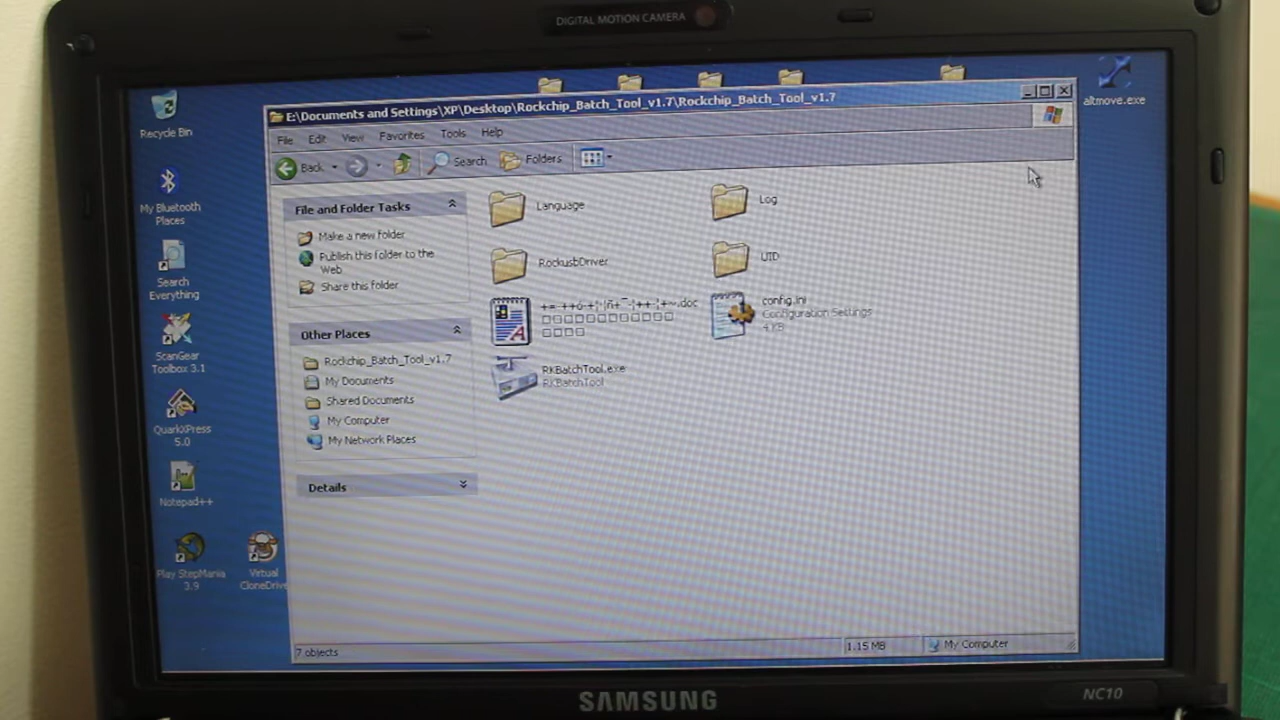 DIGITAL MOTION CAMERA
Recycle Bin
My Bluetooth
Places
Search
Everything
ScanGear
Toolbox 3.1
QuarkXPress
5.0
Notepad++
Play StepMania
3.9
Virtual
CloneDrive
altmove.exe
E:\Documents and Settings\XP\Desktop\Rockchip_Batch_Tool_v1.7\Rockchip_Batch_Tool_v1.7
File Edit View Favorites Tools Help
Back Search Folders
File and Folder Tasks
Make a new folder
Publish this folder to the
Web
Share this folder
Other Places
Rockchip_Batch_Tool_v1.7
My Documents
Shared Documents
My Computer
My Network Places
Details
Language
Log
RockusbDriver
UID
.doc
config.ini
Configuration Settings
4 KB
RKBatchTool.exe
RKBatchTool
7 objects
1.15 MB
My Computer
SAMSUNG
NC10